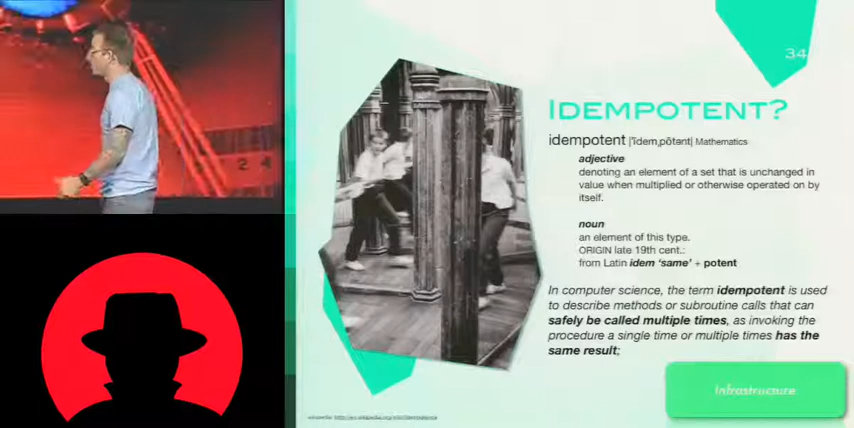 2 4
34
IDEMPOTENT?
idempotent |ˈīdemˌpōtənt| Mathematics
adjective
denoting an element of a set that is unchanged in
value when multiplied or otherwise operated on by
itself.
noun
an element of this type.
ORIGIN late 19th cent.:
from Latin idem ‘same’ + potent
In computer science, the term idempotent is used
to describe methods or subroutine calls that can
safely be called multiple times, as invoking the
procedure a single time or multiple times has the
same result;
Infrastructure